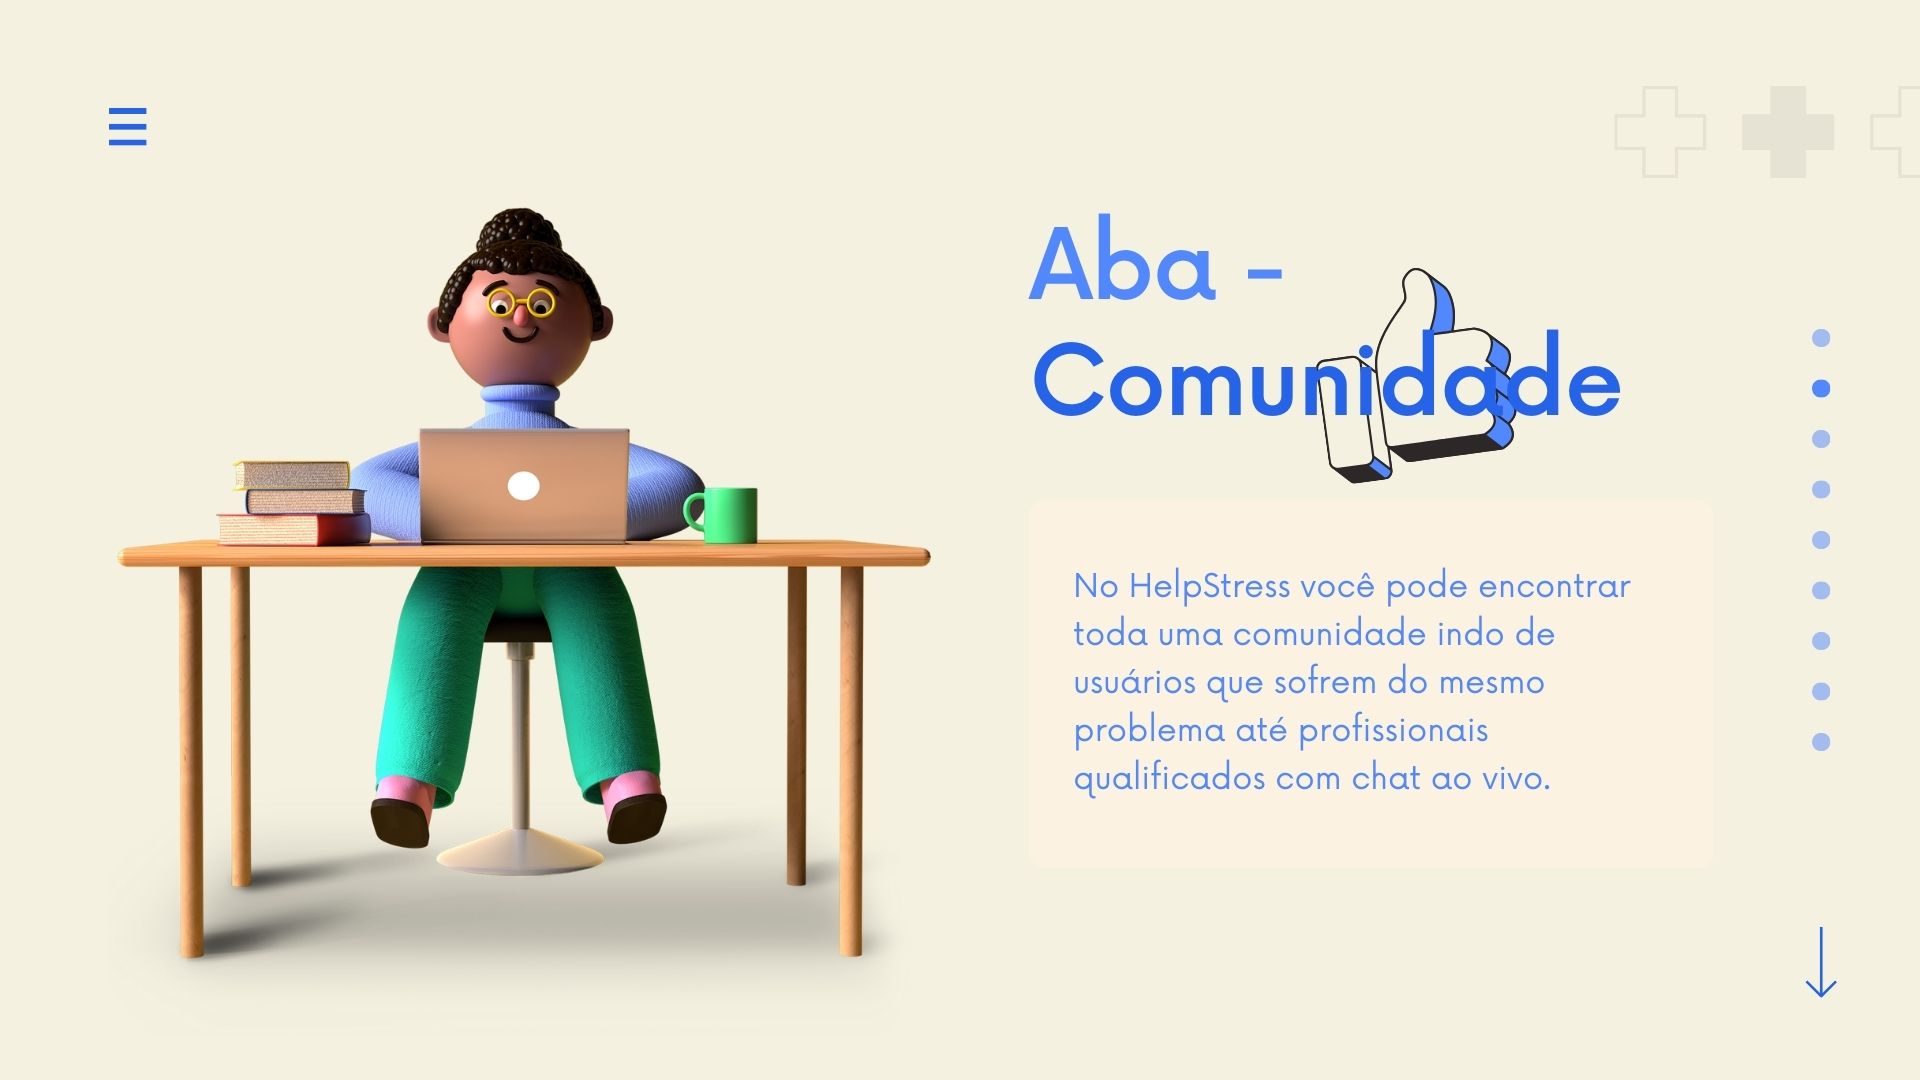 Aba -
Comunidade
No HelpStress você pode encontrar
toda uma comunidade indo de
usuários que sofrem do mesmo
problema até profissionais
qualificados com chat ao vivo.